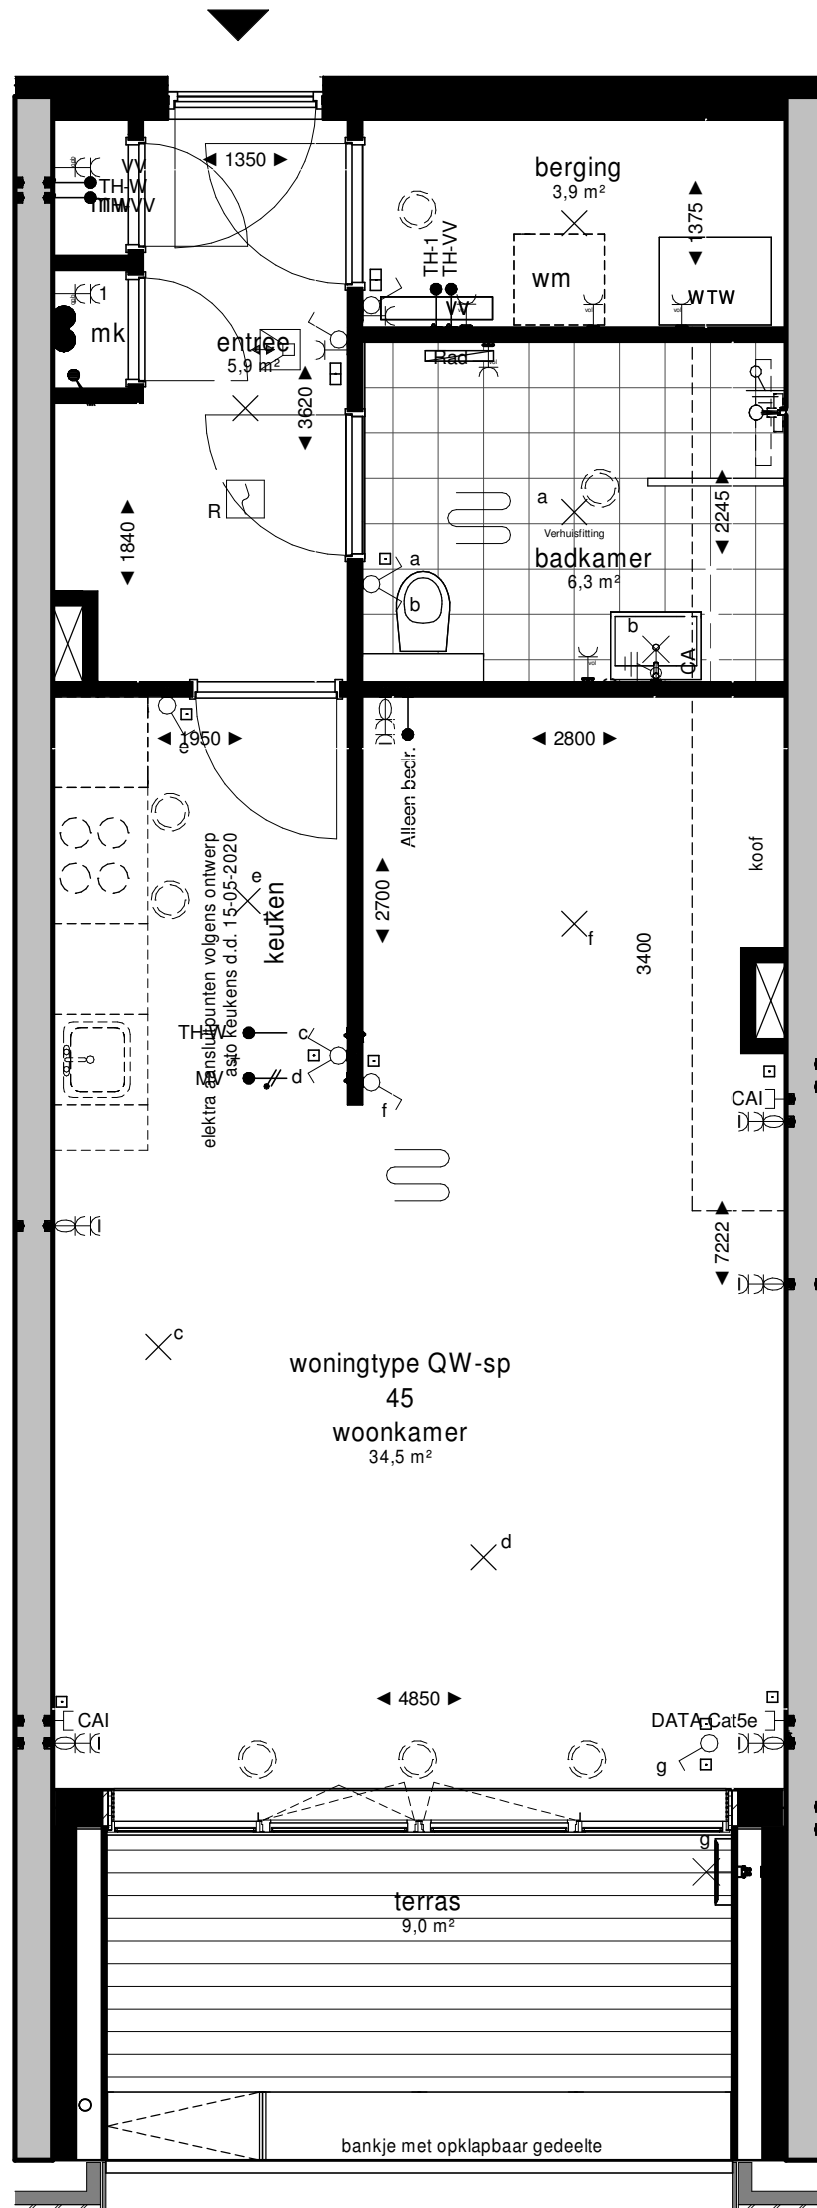 1350
VV
TH-W
berging
3,9 m²
1375
TH-1
TH-VV
VV
wm
WTW
1
mk
entree
5,9 m²
Rad
3620
R
1840
a
Verhuisfitting
badkamer
6,3 m²
2245
a
b
b
CA
1950
e
2800
Alleen bedr.
koof
elektra aansluitpunten volgens ontwerp
asto keukens d.d. 15-05-2020
e
keuken
2700
f
3400
TH-W
c
MV
d
f
CAI
7222
c
woningtype QW-sp
45
woonkamer
34,5 m²
d
4850
CAI
DATA Cat5e
g
g
terras
9,0 m²
bankje met opklapbaar gedeelte